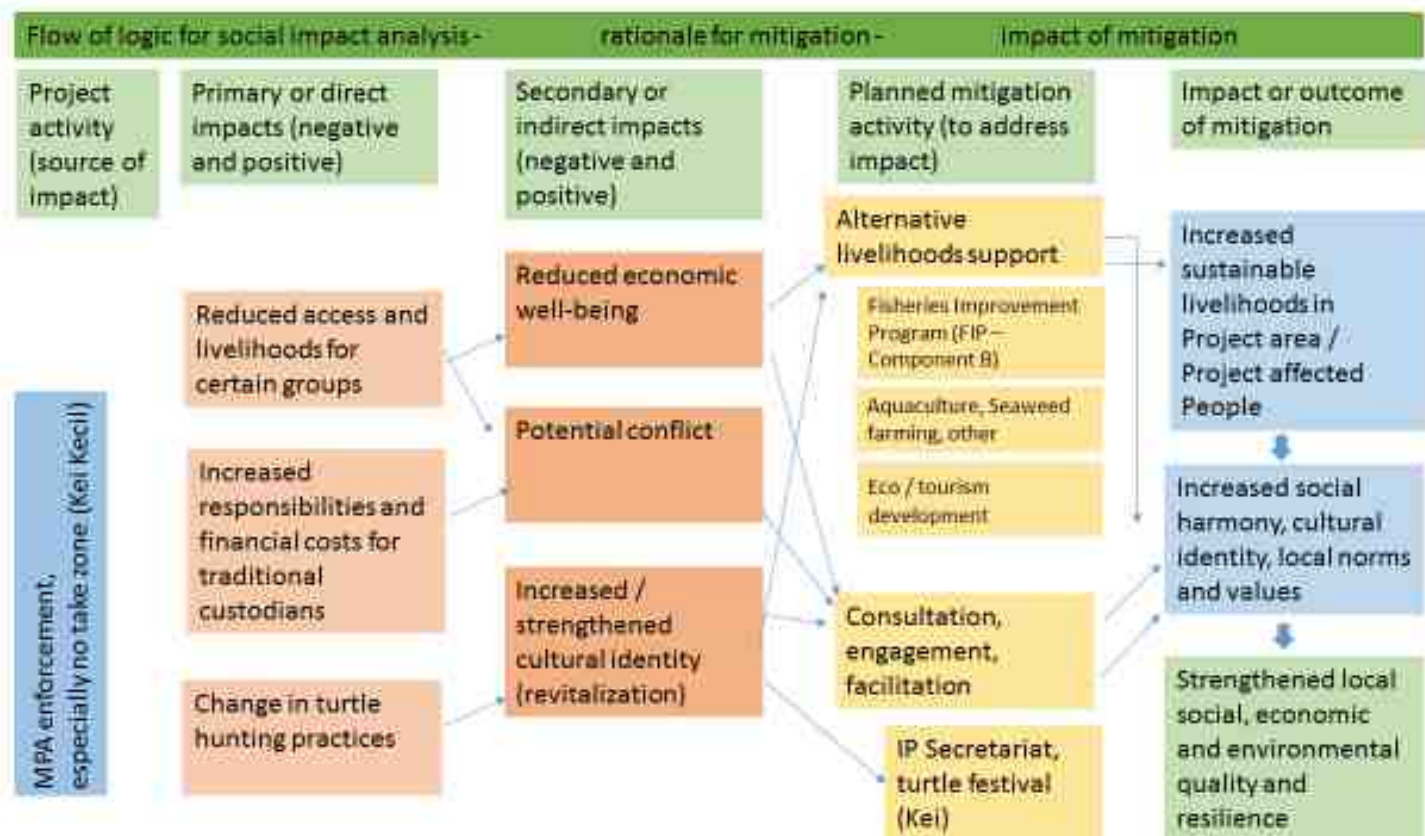 Flow of logic for social impact analysis - rationale for mitigation - Impact of mitigation
Project
activity
(source of
impact)
Primary or direct
impacts (negative
and positive)
Secondary or
indirect impacts
(negative and
positive)
Planned mitigation
activity (to address
impact)
Impact or outcome
of mitigation
MPA enforcement,
especially no take zone (Kei Kecil)
Reduced access and
livelihoods for
certain groups
Increased
responsibilities and
financial costs for
traditional
custodians
Change in turtle
hunting practices
Reduced economic
well-being
Potential conflict
Increased /
strengthened
cultural identity
(revitalization)
Alternative
livelihoods support
Fisheries Improvement
Program (FIP –
Component B)
Aquaculture, Seaweed
farming, other
Eco / tourism
development
Consultation,
engagement,
facilitation
IP Secretariat,
turtle festival
(Kei)
Increased
sustainable
livelihoods in
Project area /
Project affected
People
Increased social
harmony, cultural
identity, local norms
and values
Strengthened local
social, economic
and environmental
quality and
resilience